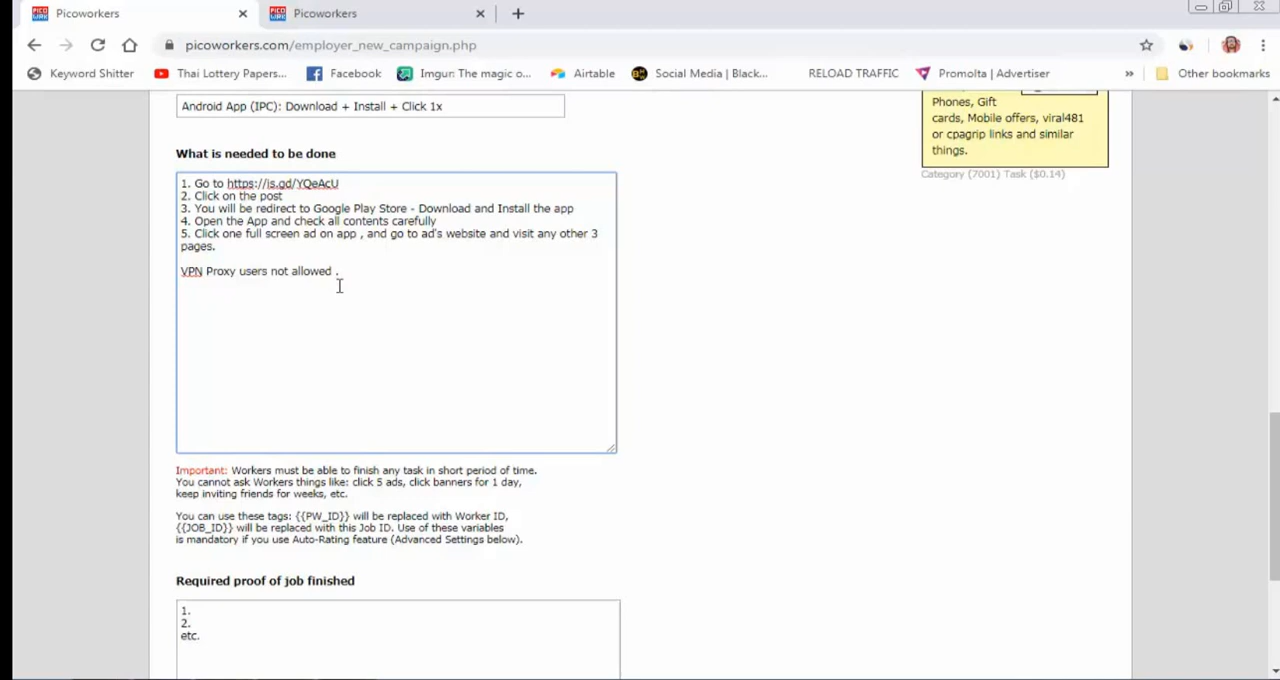 Picoworkers
Picoworkers
picoworkers.com/employer_new_campaign.php
Keyword Shitter
Thai Lottery Papers...
Facebook
Imgur: The magic o...
Airtable
Social Media | Black...
RELOAD TRAFFIC
Promolta | Advertiser
»
Other bookmarks
Android App (IPC): Download + Install + Click 1x
Phones, Gift
cards, Mobile offers, viral481
or cpagrip links and similar
things.
Category (7001) Task ($0.14)
What is needed to be done
1. Go to https://is.gd/YQeAcU
2. Click on the post
3. You will be redirect to Google Play Store - Download and Install the app
4. Open the App and check all contents carefully
5. Click one full screen ad on app , and go to ad's website and visit any other 3
pages.
VPN Proxy users not allowed .
Important: Workers must be able to finish any task in short period of time.
You cannot ask Workers things like: click 5 ads, click banners for 1 day,
keep inviting friends for weeks, etc.
You can use these tags: {{PW_ID}} will be replaced with Worker ID,
{{JOB_ID}} will be replaced with this Job ID. Use of these variables
is mandatory if you use Auto-Rating feature (Advanced Settings below).
Required proof of job finished
1.
2.
etc.